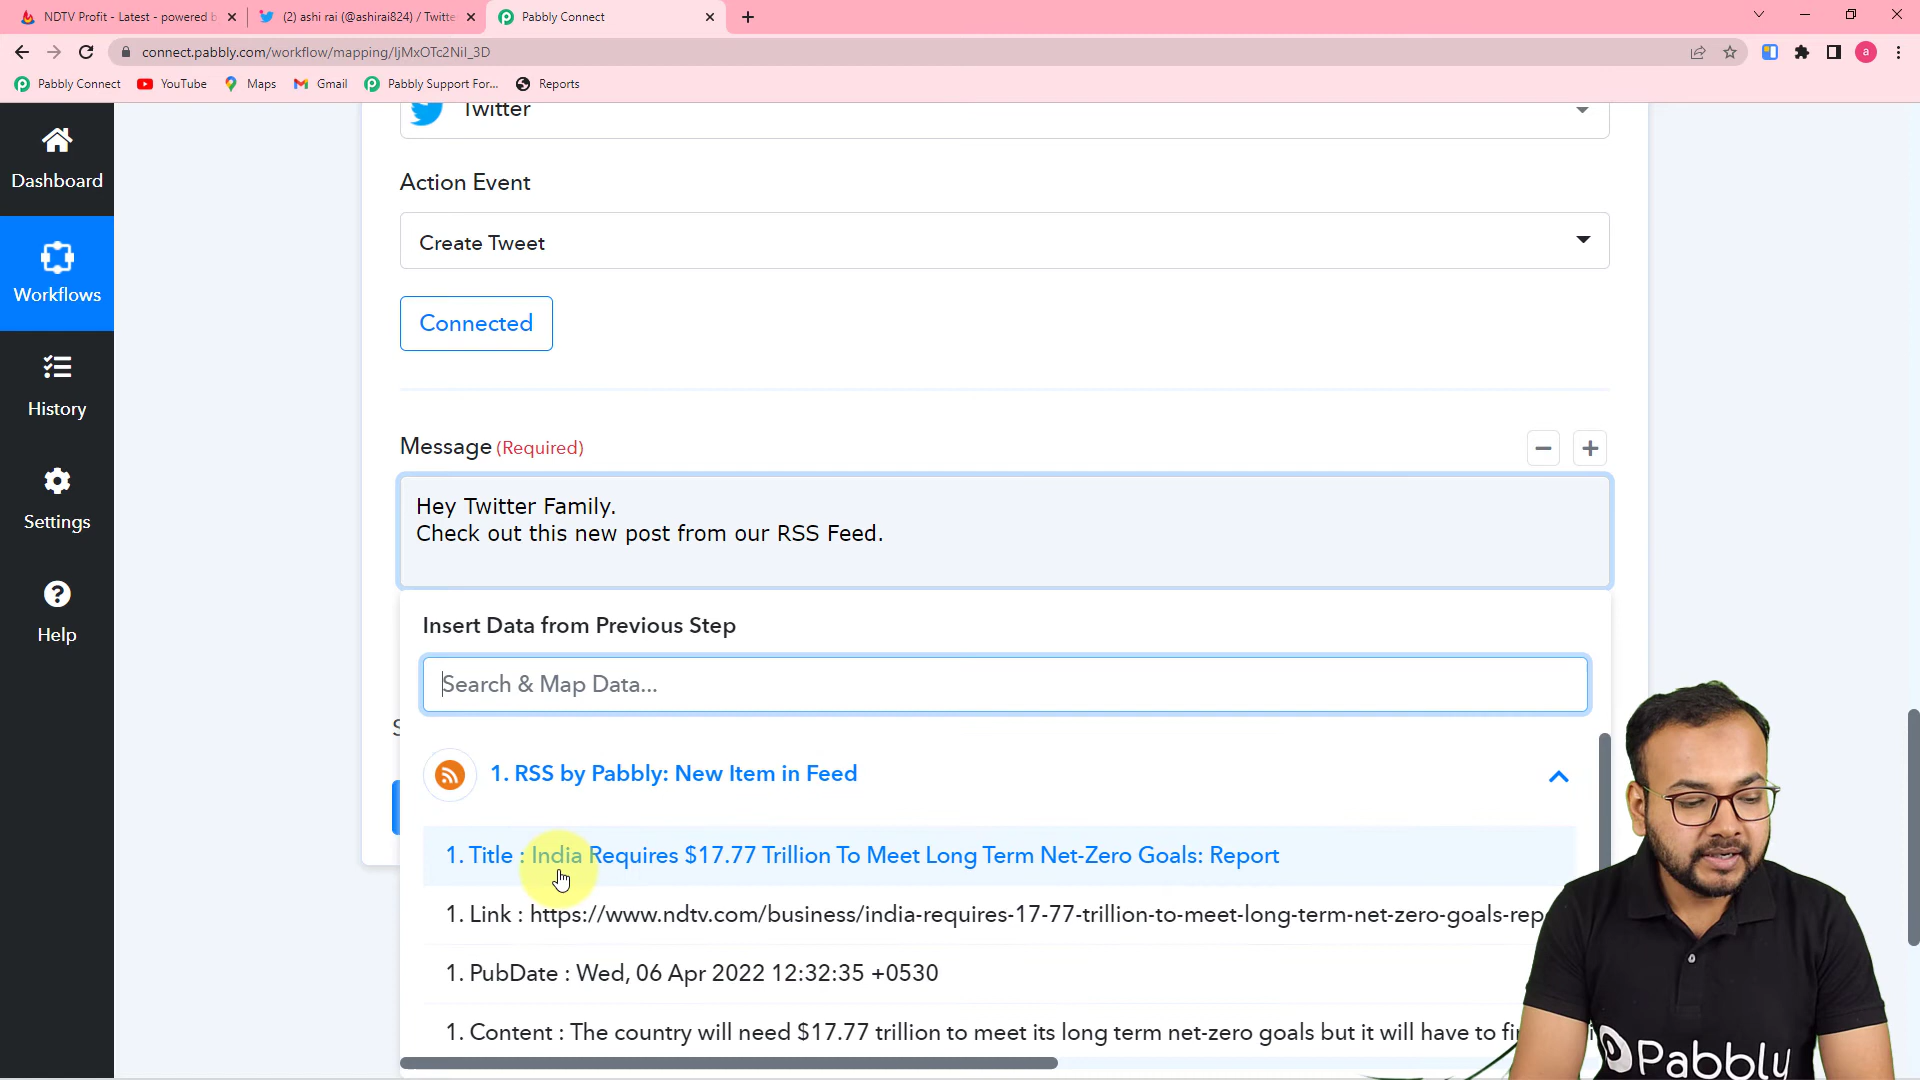 NDTV Profit - Latest - powered b
(2) ashi rai (@ashirai824) / Twitte
Pabbly Connect
connect.pabbly.com/workflow/mapping/IjMxOTc2NiI_3D
a
Pabbly Connect
YouTube
Maps
Gmail
Pabbly Support For...
Reports
Dashboard
Workflows
History
Settings
Help
Twitter
Action Event
Create Tweet
Connected
Message (Required)
Hey Twitter Family.
Check out this new post from our RSS Feed.
Insert Data from Previous Step
Search & Map Data...
1. RSS by Pabbly: New Item in Feed
1. Title : India Requires $17.77 Trillion To Meet Long Term Net-Zero Goals: Report
1. Link : https://www.ndtv.com/business/india-requires-17-77-trillion-to-meet-long-term-net-zero-goals-rep
1. PubDate : Wed, 06 Apr 2022 12:32:35 +0530
1. Content : The country will need $17.77 trillion to meet its long term net-zero goals but it will have to fi
Pabbly